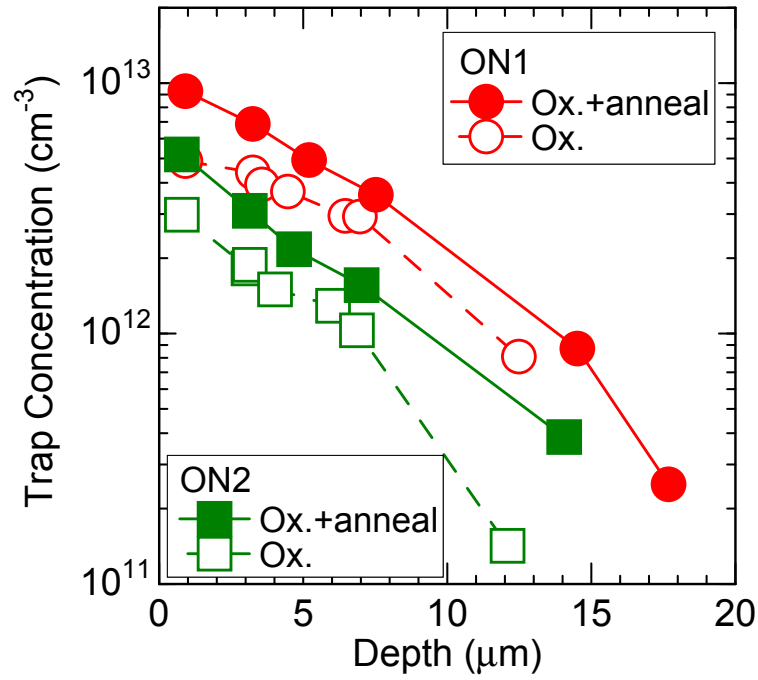 ON1
Ox.+anneal
Ox.
ON2
Ox.+anneal
Ox.
Trap Concentration (cm⁻³)
10¹³
10¹²
10¹¹
0 5 10 15 20
Depth (μm)